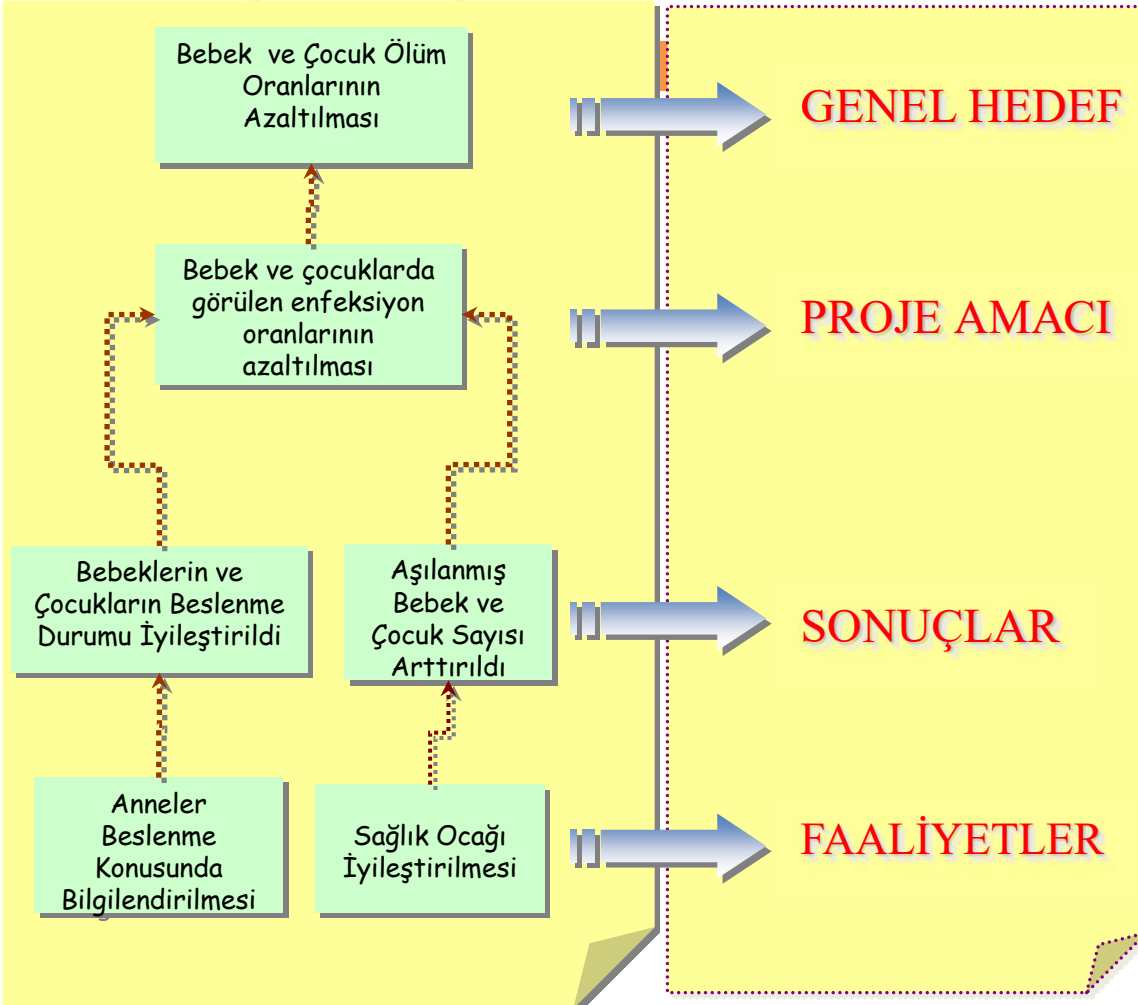 Bebek ve Çocuk Ölüm
Oranlarının
Azaltılması
GENEL HEDEF
Bebek ve çocuklarda
görülen enfeksiyon
oranlarının
azaltılması
PROJE AMACI
Bebeklerin ve
Çocukların Beslenme
Durumu İyileştirildi
Aşılanmış
Bebek ve
Çocuk Sayısı
Arttırıldı
SONUÇLAR
Anneler
Beslenme
Konusunda
Bilgilendirilmesi
Sağlık Ocağı
İyileştirilmesi
FAALİYETLER